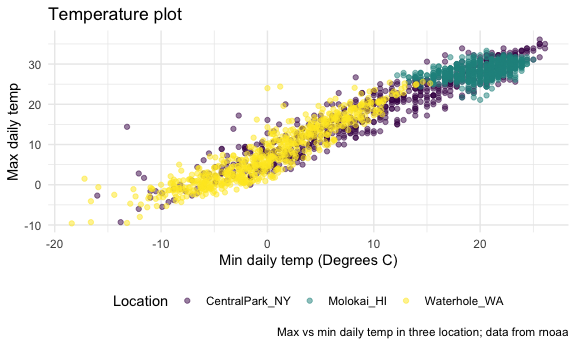 Temperature plot
Max daily temp
30
20
10
0
-10
-20
-10
0
10
20
Min daily temp (Degrees C)
Location
CentralPark_NY
Molokai_HI
Waterhole_WA
Max vs min daily temp in three location; data from rnoaa